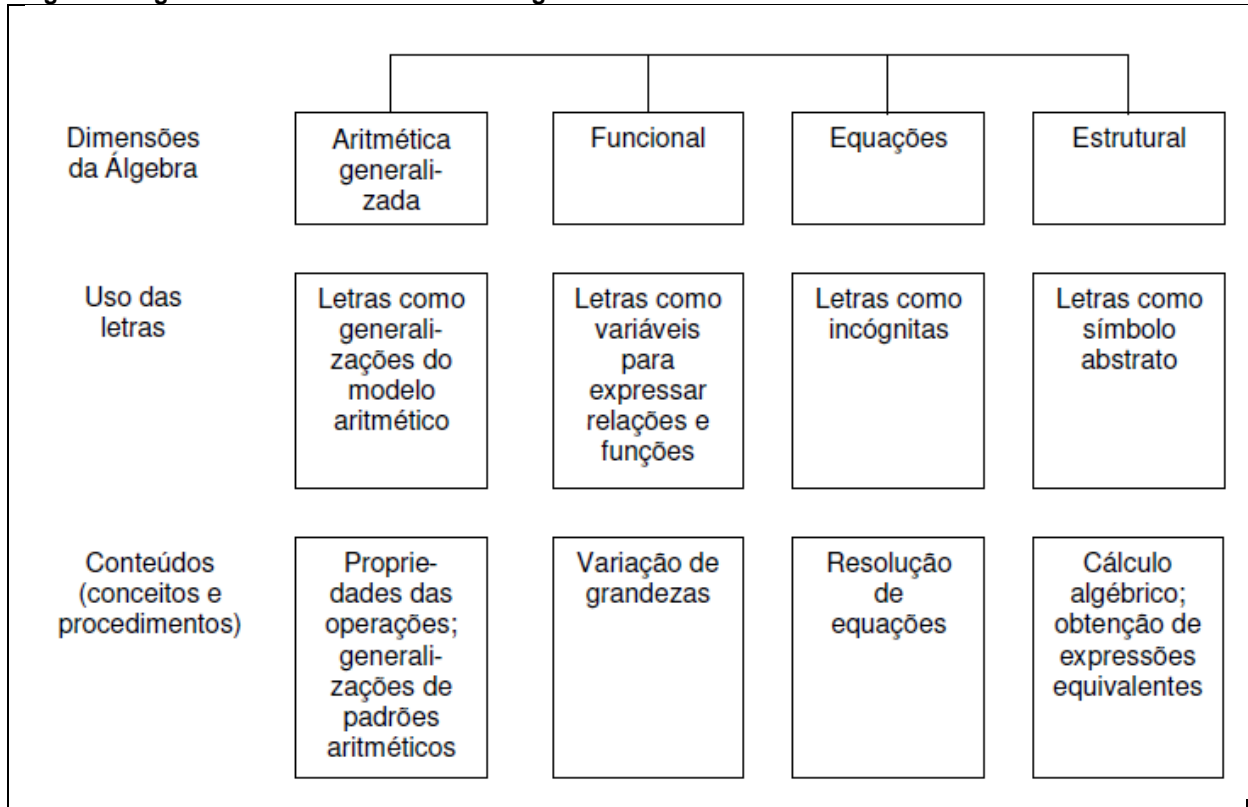 Dimensões
da Álgebra
Aritmética
generali-
zada
Funcional
Equações
Estrutural
Uso das
letras
Letras como
generali-
zações do
modelo
aritmético
Letras como
variáveis
para
expressar
relações e
funções
Letras como
incógnitas
Letras como
símbolo
abstrato
Conteúdos
(conceitos e
procedimentos)
Proprie-
dades das
operações;
generali-
zações de
padrões
aritméticos
Variação de
grandezas
Resolução
de
equações
Cálculo
algébrico;
obtenção de
expressões
equivalentes